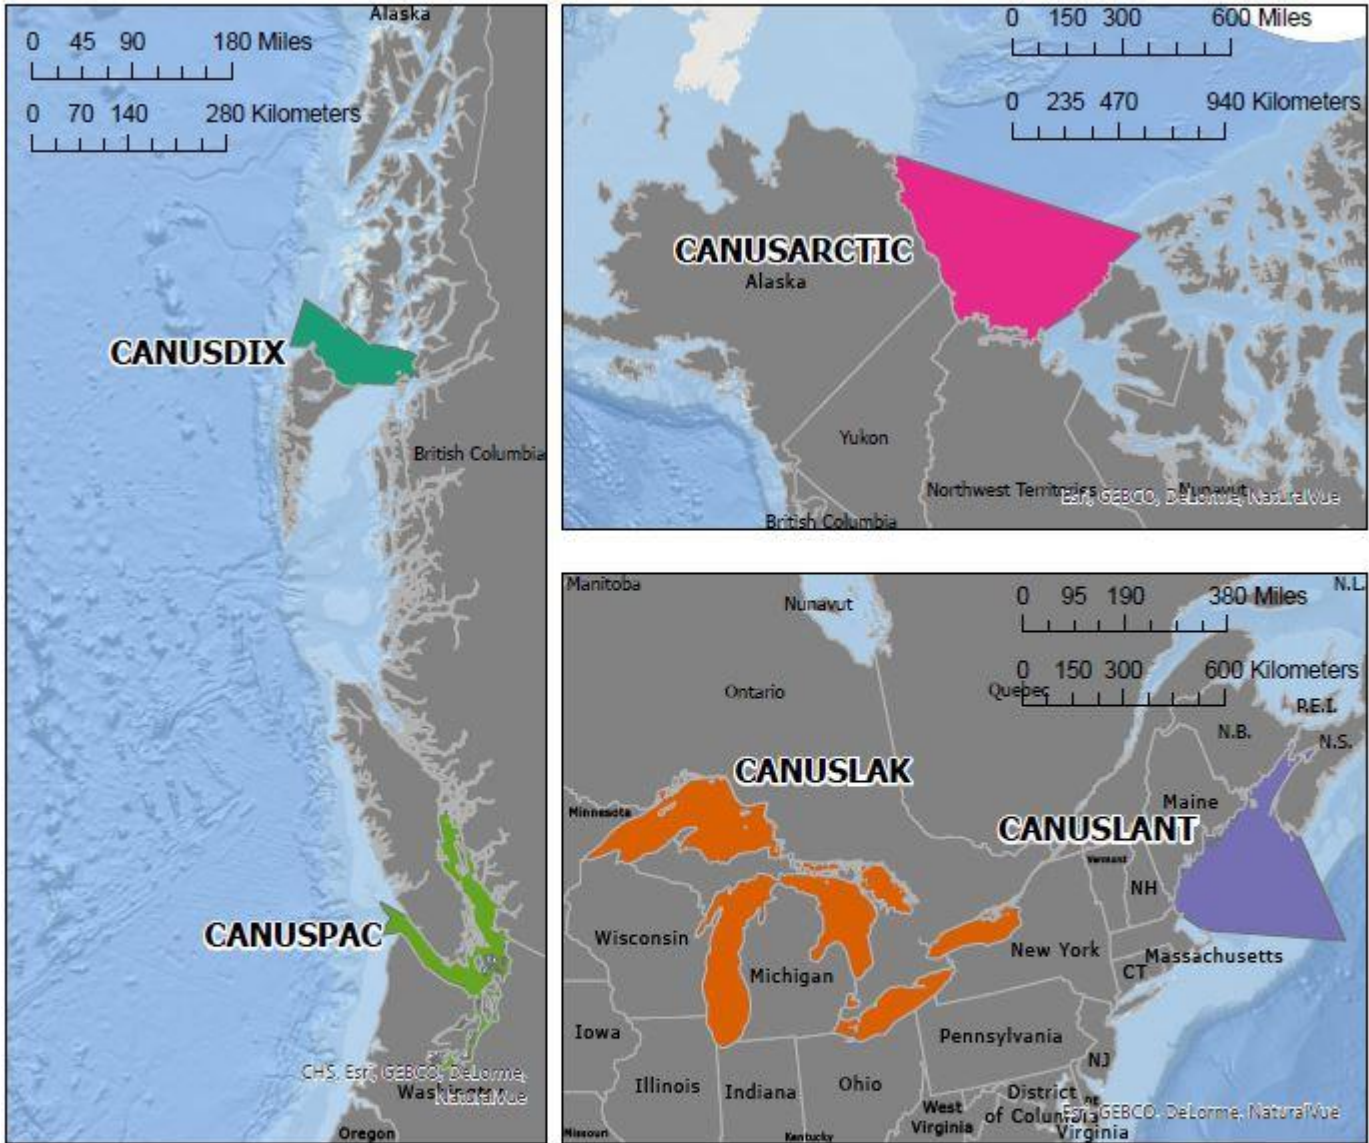 Alaska
0 45 90 180 Miles
0 70 140 280 Kilometers
CANUSDIX
British Columbia
CANUSPAC
CHS, Esri, GEBCO, DeLorme,
NaturalVue
Washington
Oregon
0 150 300 600 Miles
0 235 470 940 Kilometers
CANUSARCTIC
Alaska
Yukon
Northwest Territories
Nunavut
Esri, GEBCO, DeLorme, NaturalVue
British Columbia
Manitoba
Nunavut
0 95 190 380 Miles
N.L.
0 150 300 600 Kilometers
Ontario
Quebec
P.E.I.
N.B.
N.S.
CANUSLAK
Minnesota
Maine
CANUSLANT
Vermont
NH
Wisconsin
Michigan
New York
Massachusetts
CT
Iowa
Pennsylvania
NJ
Illinois
Indiana
Ohio
West
Virginia
District
of Columbia
DE
Esri, GEBCO, DeLorme, NaturalVue
Virginia
Missouri
Kentucky